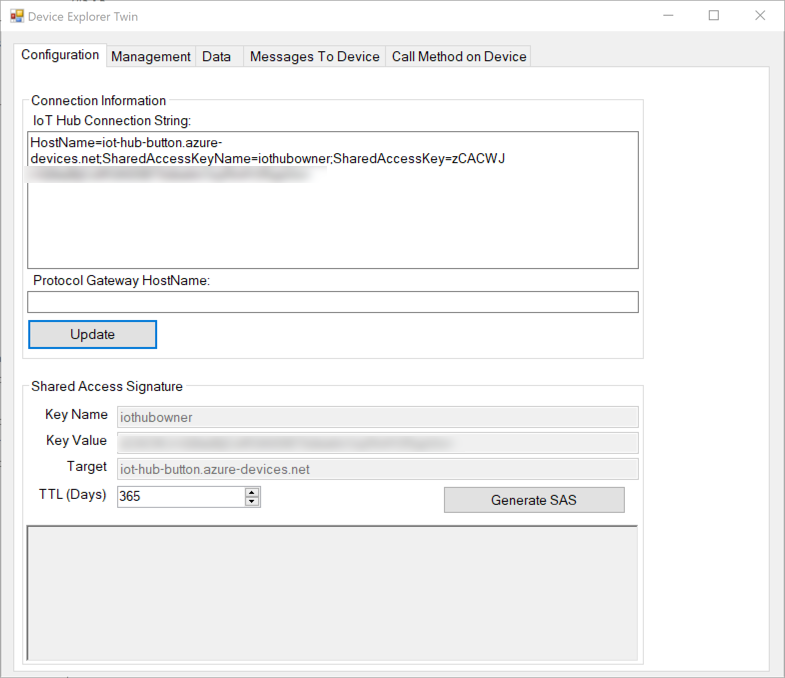 Device Explorer Twin
Configuration Management Data Messages To Device Call Method on Device
Connection Information
IoT Hub Connection String:
HostName=iot-hub-button.azure-
devices.net;SharedAccessKeyName=iothubowner;SharedAccessKey=zCACWJ
Protocol Gateway HostName:
Update
Shared Access Signature
Key Name iothubowner
Key Value
Target iot-hub-button.azure-devices.net
TTL (Days) 365 Generate SAS